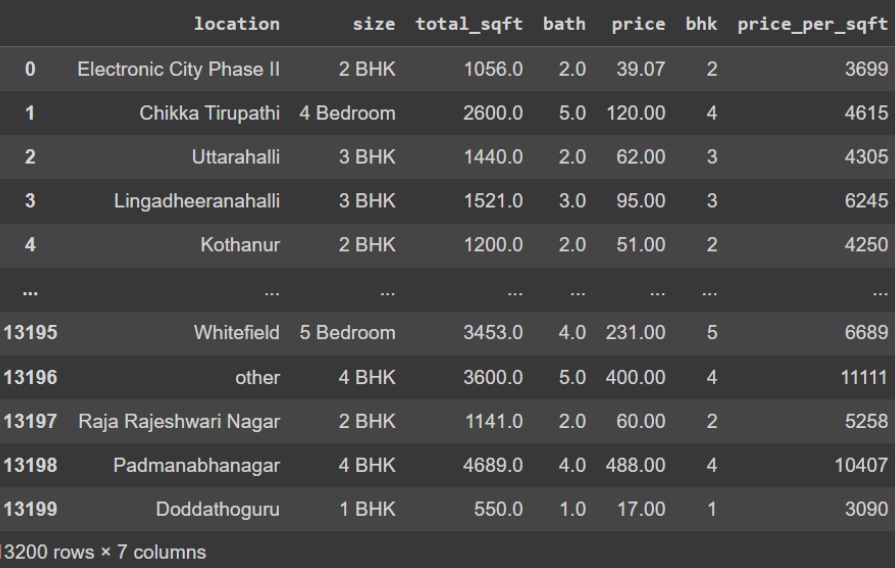 location size total_sqft bath price bhk price_per_sqft
0 Electronic City Phase II 2 BHK 1056.0 2.0 39.07 2 3699
1 Chikka Tirupathi 4 Bedroom 2600.0 5.0 120.00 4 4615
2 Uttarahalli 3 BHK 1440.0 2.0 62.00 3 4305
3 Lingadheeranahalli 3 BHK 1521.0 3.0 95.00 3 6245
4 Kothanur 2 BHK 1200.0 2.0 51.00 2 4250
... ... ... ... ... ... ... ...
13195 Whitefield 5 Bedroom 3453.0 4.0 231.00 5 6689
13196 other 4 BHK 3600.0 5.0 400.00 4 11111
13197 Raja Rajeshwari Nagar 2 BHK 1141.0 2.0 60.00 2 5258
13198 Padmanabhanagar 4 BHK 4689.0 4.0 488.00 4 10407
13199 Doddathoguru 1 BHK 550.0 1.0 17.00 1 3090
13200 rows × 7 columns